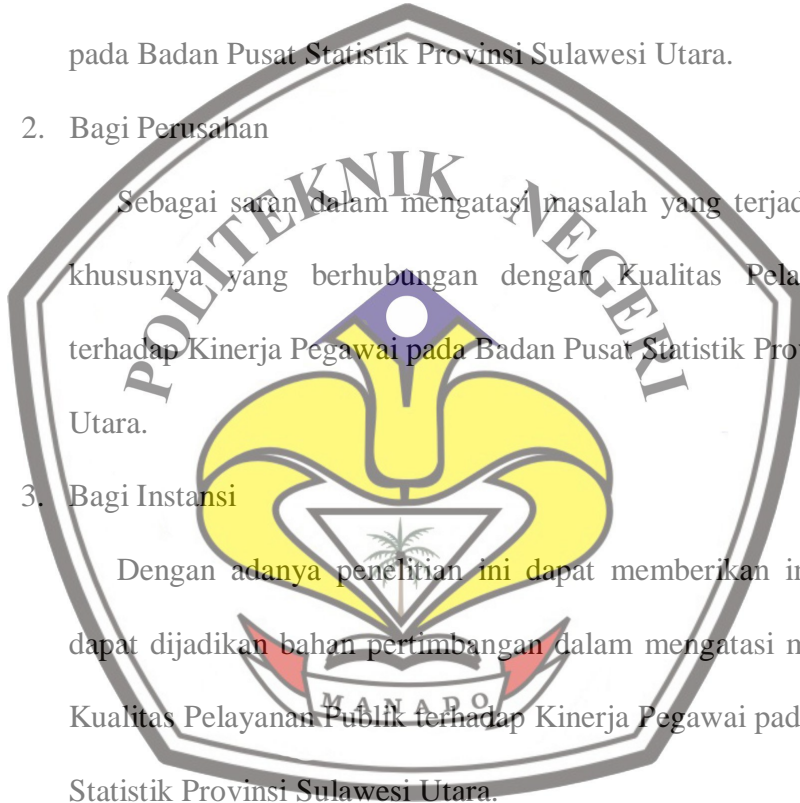 pada Badan Pusat Statistik Provinsi Sulawesi Utara.
2. Bagi Perusahan
Sebagai saran dalam mengatasi masalah yang terjad
khususnya yang berhubungan dengan Kualitas Pela
terhadap Kinerja Pegawai pada Badan Pusat Statistik Pro
Utara.
3. Bagi Instansi
Dengan adanya penelitian ini dapat memberikan in
dapat dijadikan bahan pertimbangan dalam mengatasi m
Kualitas Pelayanan Publik terhadap Kinerja Pegawai pad
Statistik Provinsi Sulawesi Utara.
POLITEKNIK NEGERI
MANADO